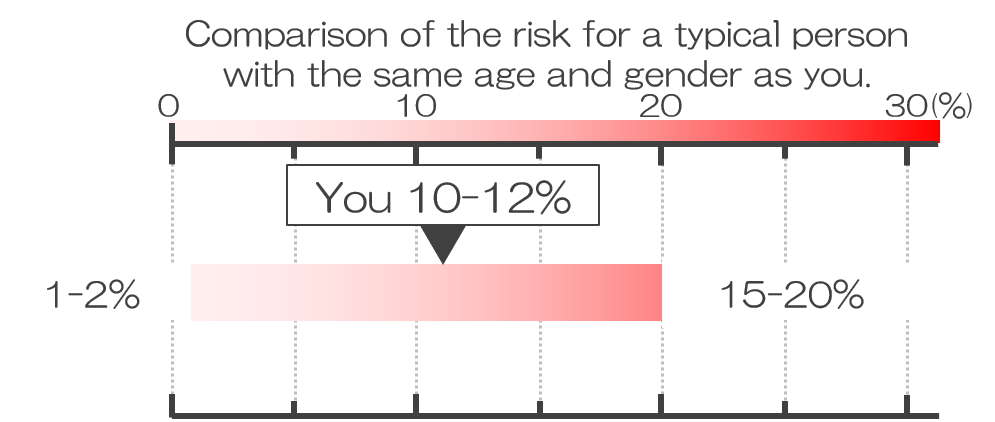 Comparison of the risk for a typical person
with the same age and gender as you.
0 10 20 30(%)
You 10-12%
1-2% 15-20%